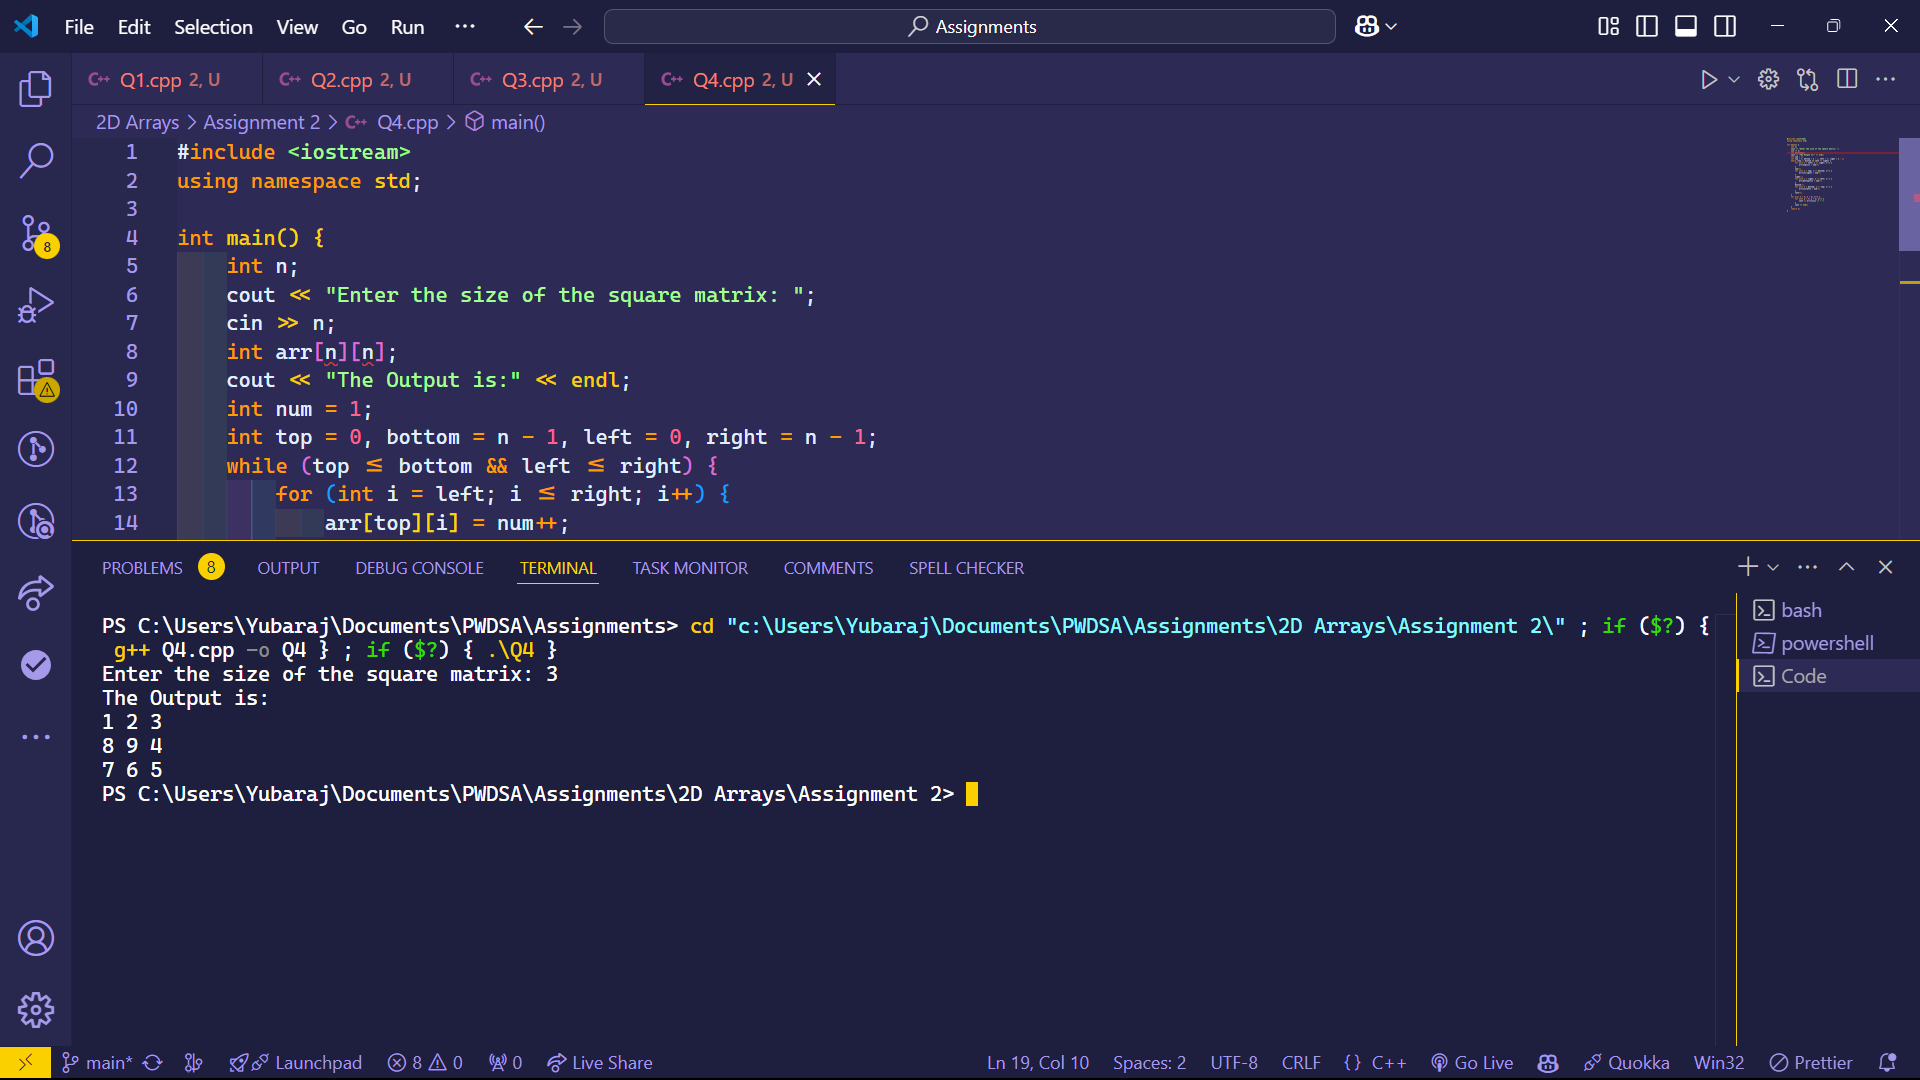 File Edit Selection View Go Run ··· Assignments
C++ Q1.cpp 2, U C++ Q2.cpp 2, U C++ Q3.cpp 2, U C++ Q4.cpp 2, U
2D Arrays > Assignment 2 > C++ Q4.cpp > main()
1 #include <iostream>
2 using namespace std;
3
4 int main() {
5 int n;
6 cout << "Enter the size of the square matrix: ";
7 cin >> n;
8 int arr[n][n];
9 cout << "The Output is:" << endl;
10 int num = 1;
11 int top = 0, bottom = n - 1, left = 0, right = n - 1;
12 while (top ≤ bottom && left ≤ right) {
13 for (int i = left; i ≤ right; i++) {
14 arr[top][i] = num++;
8
PROBLEMS 8 OUTPUT DEBUG CONSOLE TERMINAL TASK MONITOR COMMENTS SPELL CHECKER
PS C:\Users\Yubaraj\Documents\PWDSA\Assignments> cd "c:\Users\Yubaraj\Documents\PWDSA\Assignments\2D Arrays\Assignment 2\" ; if ($?) {
g++ Q4.cpp -o Q4 } ; if ($?) { .\Q4 }
Enter the size of the square matrix: 3
The Output is:
1 2 3
8 9 4
7 6 5
PS C:\Users\Yubaraj\Documents\PWDSA\Assignments\2D Arrays\Assignment 2>
bash
powershell
Code
main* Launchpad 8 0 0 Live Share Ln 19, Col 10 Spaces: 2 UTF-8 CRLF {} C++ Go Live Quokka Win32 Prettier